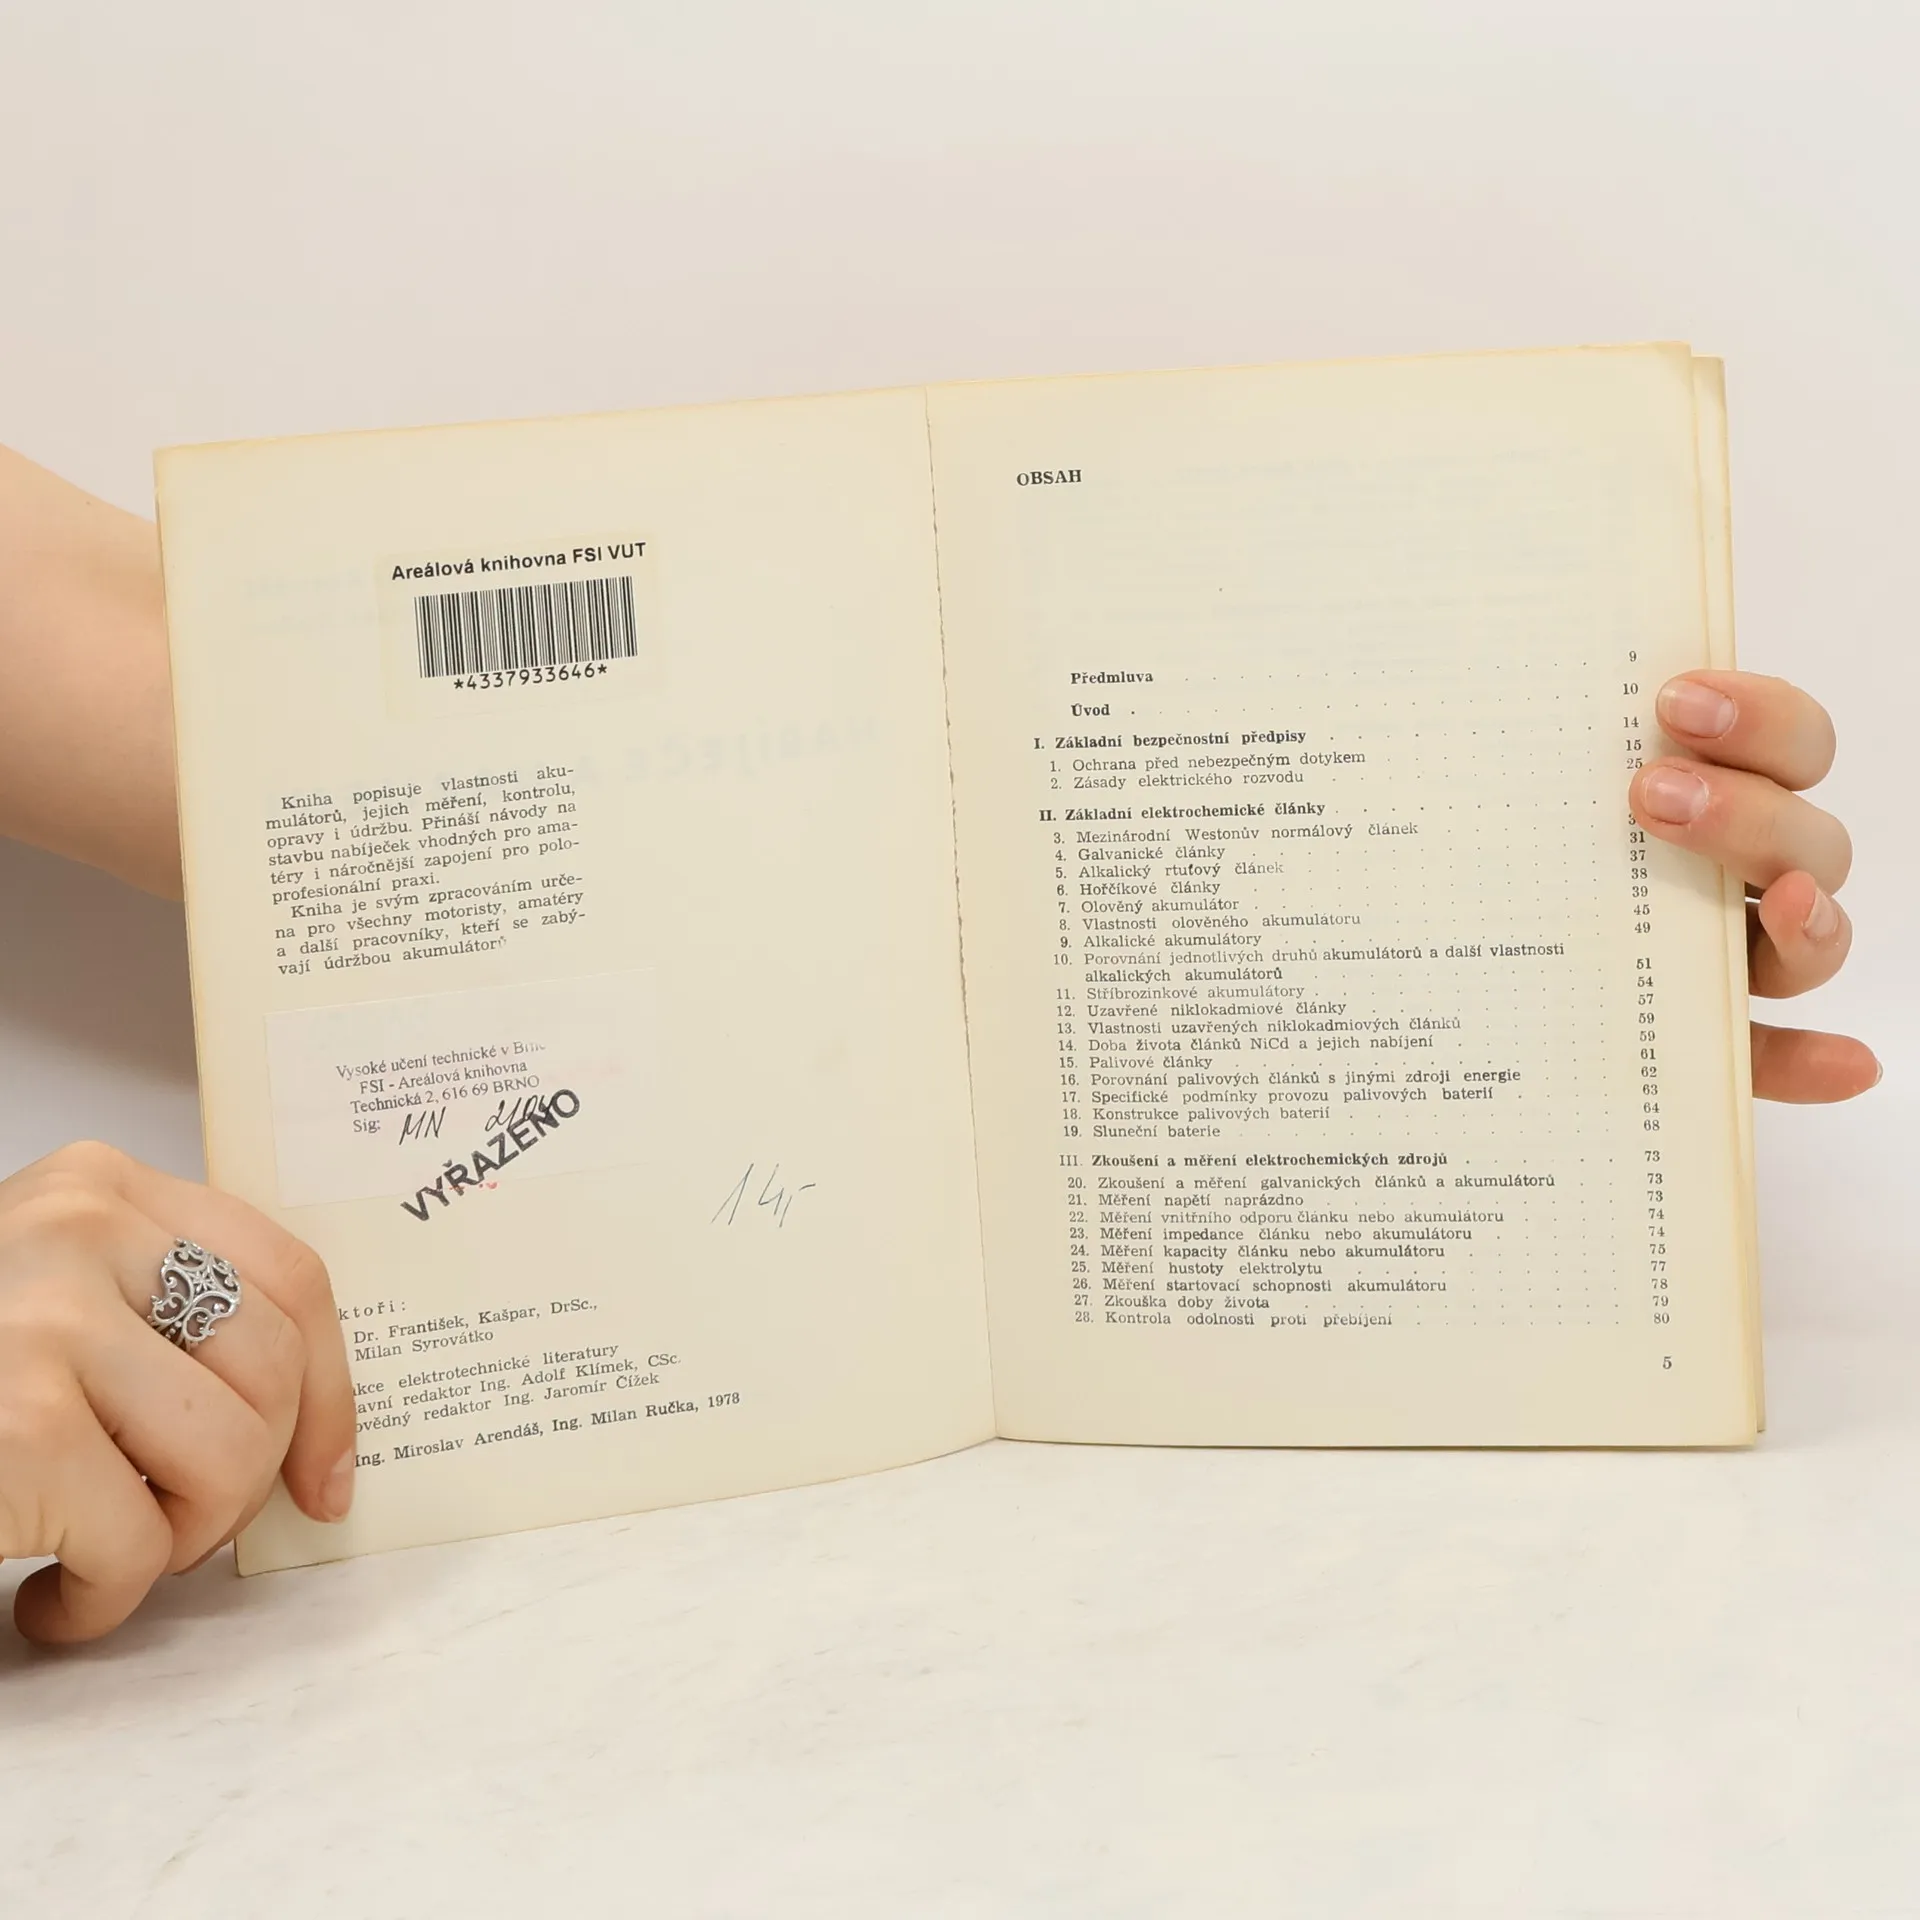 Areálová knihovna FSI VUT
*4337933646*
Kniha popisuje vlastnosti aku-
mulátorů, jejich měření, kontrolu,
opravy i údržbu. Přináší návody na
stavbu nabíječek vhodných pro ama-
téry i náročnější zapojení pro polo-
profesionální praxi.
Kniha je svým zpracováním urče-
na pro všechny motoristy, amatéry
a další pracovníky, kteří se zabý-
vají údržbou akumulátorů
Vysoké učení technické v Brně
FSI - Areálová knihovna
Technická 2, 616 69 BRNO
Sig: MN
VYŘAZENO
14,-
ktoři:
Dr. František, Kašpar, DrSc.,
Milan Syrovátko
kce elektrotechnické literatury
avní redaktor Ing. Adolf Klímek, CSc.
ovědný redaktor Ing. Jaromír Čížek
Ing. Miroslav Arendáš, Ing. Milan Ručka, 1978
OBSAH
Předmluva . . . . . . . . . . 9
Úvod . . . . . . . . . . 10
I. Základní bezpečnostní předpisy . . . . . . . . 14
1. Ochrana před nebezpečným dotykem . . . . . . . 15
2. Zásady elektrického rozvodu . . . . . . . . 25
II. Základní elektrochemické články . . . . . . . .
3. Mezinárodní Westonův normálový článek . . . . . 31
4. Galvanické články . . . . . . . . . . 31
5. Alkalický rtuťový článek . . . . . . . . 37
6. Hořčíkové články . . . . . . . . . . 38
7. Olověný akumulátor . . . . . . . . . . 39
8. Vlastnosti olověného akumulátoru . . . . . . . 45
9. Alkalické akumulátory . . . . . . . . . 49
10. Porovnání jednotlivých druhů akumulátorů a další vlastnosti
alkalických akumulátorů . . . . . . . . . 51
11. Stříbrozinkové akumulátory . . . . . . . . 54
12. Uzavřené niklokadmiové články . . . . . . . 57
13. Vlastnosti uzavřených niklokadmiových článků . . . . 59
14. Doba života článků NiCd a jejich nabíjení . . . . . 59
15. Palivové články . . . . . . . . . . 61
16. Porovnání palivových článků s jinými zdroji energie . . . 62
17. Specifické podmínky provozu palivových baterií . . . . 63
18. Konstrukce palivových baterií . . . . . . . . 64
19. Sluneční baterie . . . . . . . . . . 68
III. Zkoušení a měření elektrochemických zdrojů . . . . 73
20. Zkoušení a měření galvanických článků a akumulátorů . . 73
21. Měření napětí naprázdno . . . . . . . . . 73
22. Měření vnitřního odporu článku nebo akumulátoru . . . . 74
23. Měření impedance článku nebo akumulátoru . . . . 74
24. Měření kapacity článku nebo akumulátoru . . . . . 75
25. Měření hustoty elektrolytu . . . . . . . . 77
26. Měření startovací schopnosti akumulátoru . . . . . 78
27. Zkouška doby života . . . . . . . . . 79
28. Kontrola odolnosti proti přebíjení . . . . . . 80
5